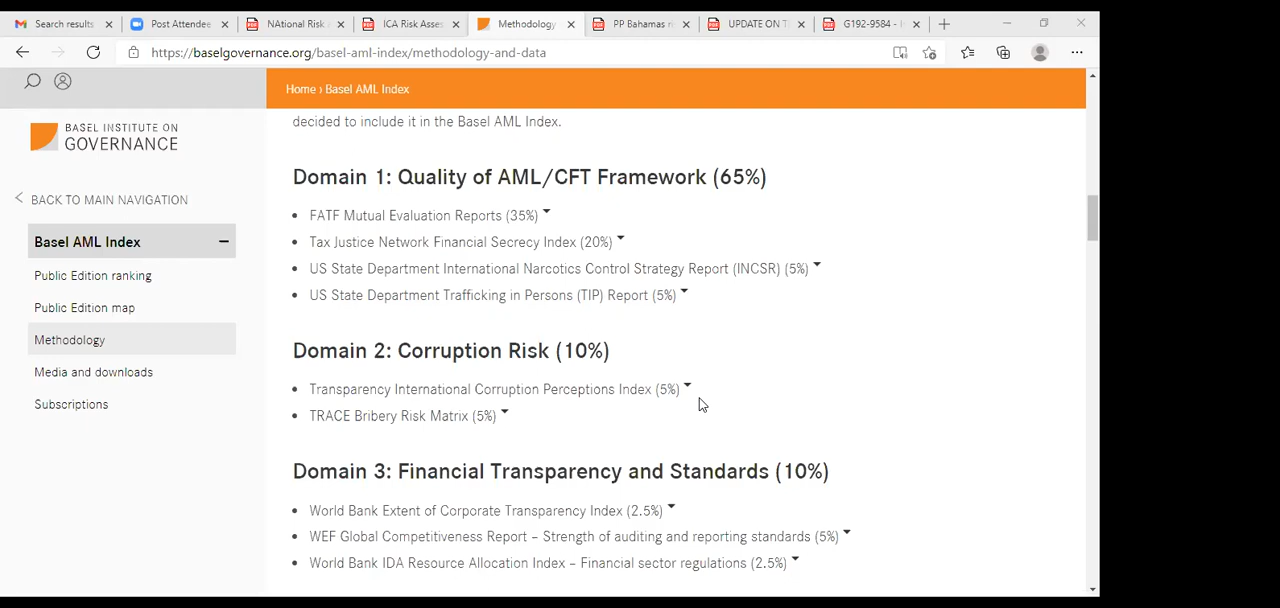 Search results
Post Attendee
NAtional Risk
ICA Risk Asses
Methodology
PP Bahamas ri
UPDATE ON T
G192-9584 - I
https://baselgovernance.org/basel-aml-index/methodology-and-data
Home › Basel AML Index
BASEL INSTITUTE ON
GOVERNANCE
BACK TO MAIN NAVIGATION
Basel AML Index
Public Edition ranking
Public Edition map
Methodology
Media and downloads
Subscriptions
decided to include it in the Basel AML Index.
Domain 1: Quality of AML/CFT Framework (65%)
• FATF Mutual Evaluation Reports (35%)
• Tax Justice Network Financial Secrecy Index (20%)
• US State Department International Narcotics Control Strategy Report (INCSR) (5%)
• US State Department Trafficking in Persons (TIP) Report (5%)
Domain 2: Corruption Risk (10%)
• Transparency International Corruption Perceptions Index (5%)
• TRACE Bribery Risk Matrix (5%)
Domain 3: Financial Transparency and Standards (10%)
• World Bank Extent of Corporate Transparency Index (2.5%)
• WEF Global Competitiveness Report – Strength of auditing and reporting standards (5%)
• World Bank IDA Resource Allocation Index – Financial sector regulations (2.5%)